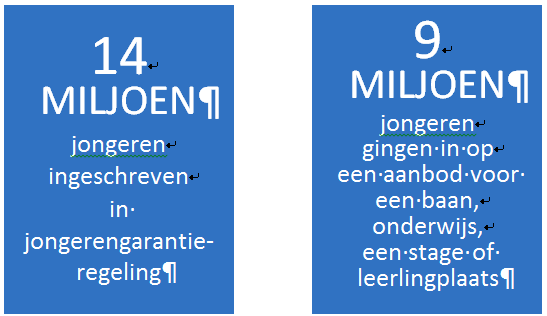 14
MILJOEN¶
jongeren
ingeschreven
in
jongerengarantie-
regeling¶
9
MILJOEN¶
jongeren
gingen in op
een aanbod voor
een baan,
onderwijs,
een stage of
leerlingplaats¶